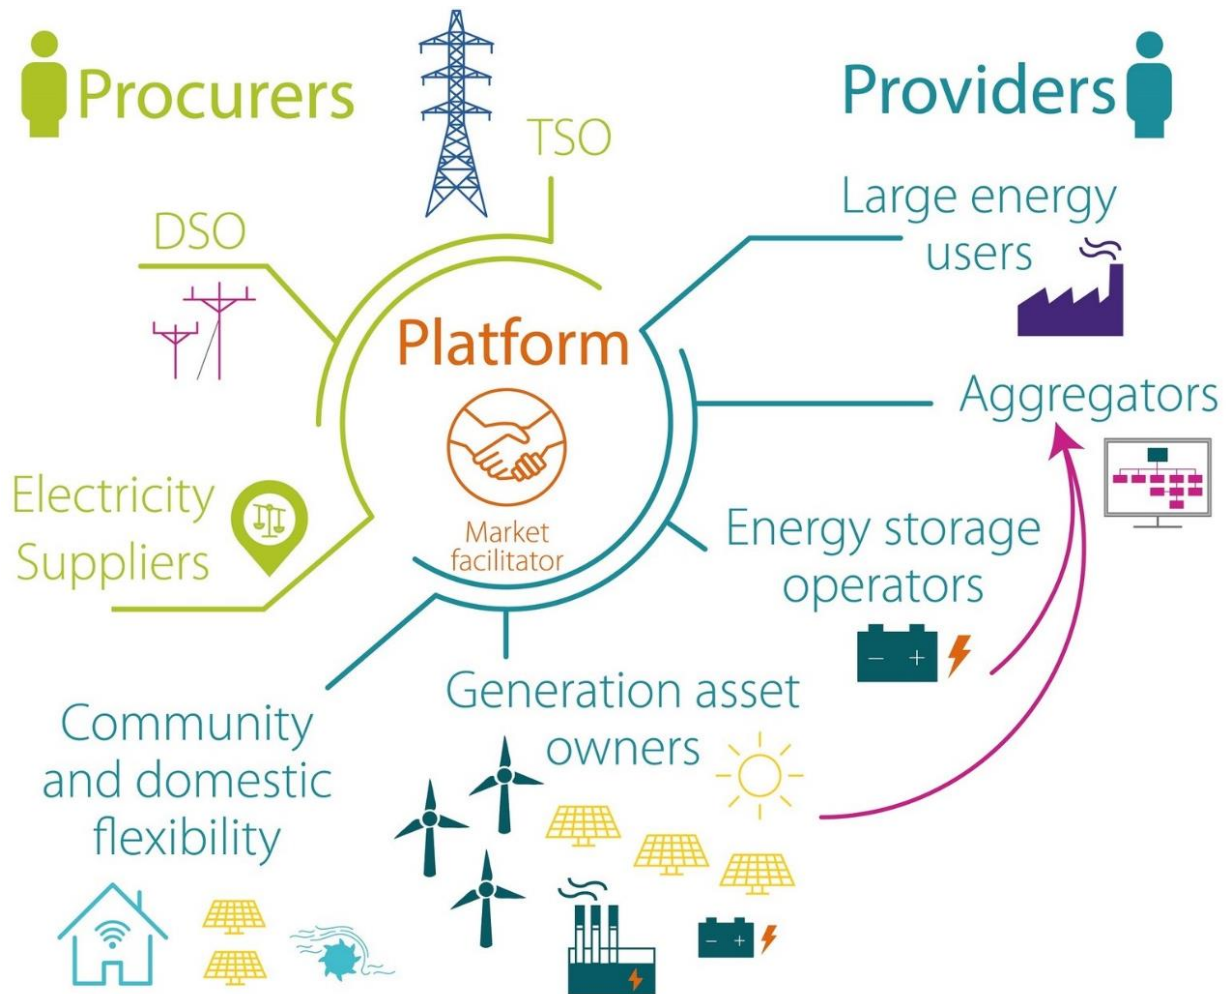 Procurers
TSO
DSO
Electricity
Suppliers
Platform
Market
facilitator
Providers
Large energy
users
Aggregators
Energy storage
operators
Generation asset
owners
Community
and domestic
flexibility